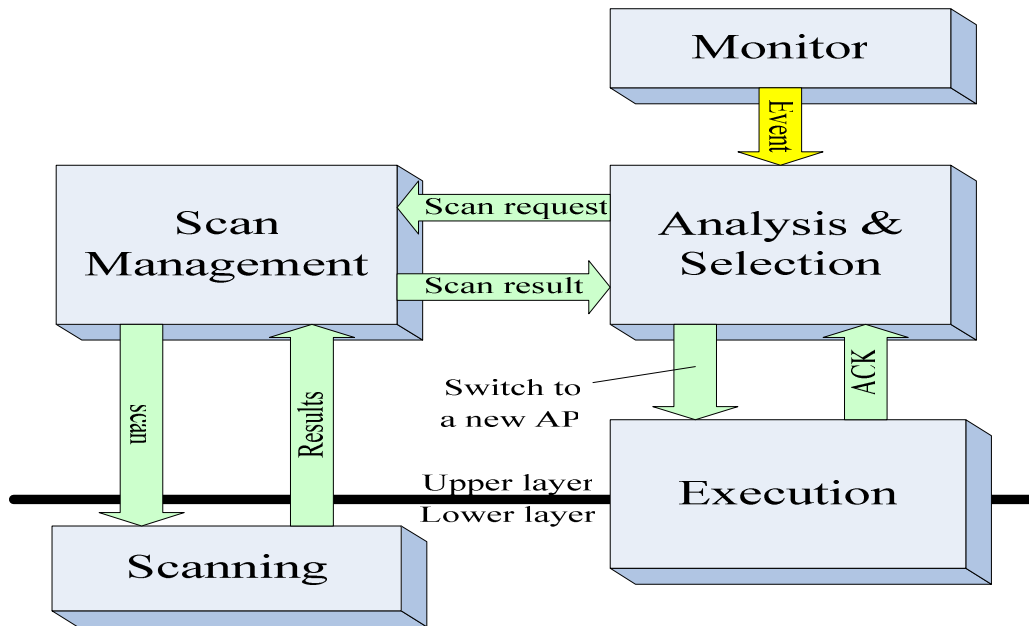 Monitor
Event
Scan
Management
Scan request
Scan result
Analysis &
Selection
scan
Results
Switch to
a new AP
ACK
Upper layer
Lower layer
Execution
Scanning